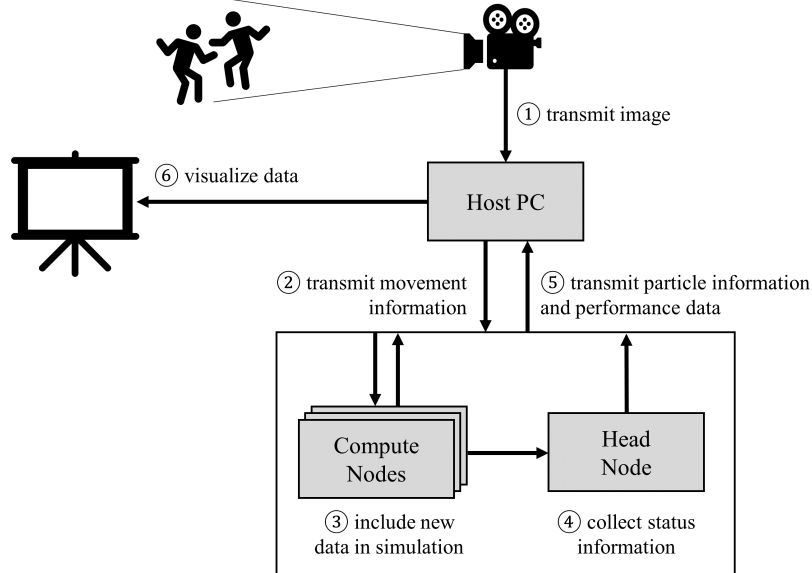 ① transmit image
⑥ visualize data
Host PC
② transmit movement
information
⑤ transmit particle information
and performance data
Compute
Nodes
Head
Node
③ include new
data in simulation
④ collect status
information